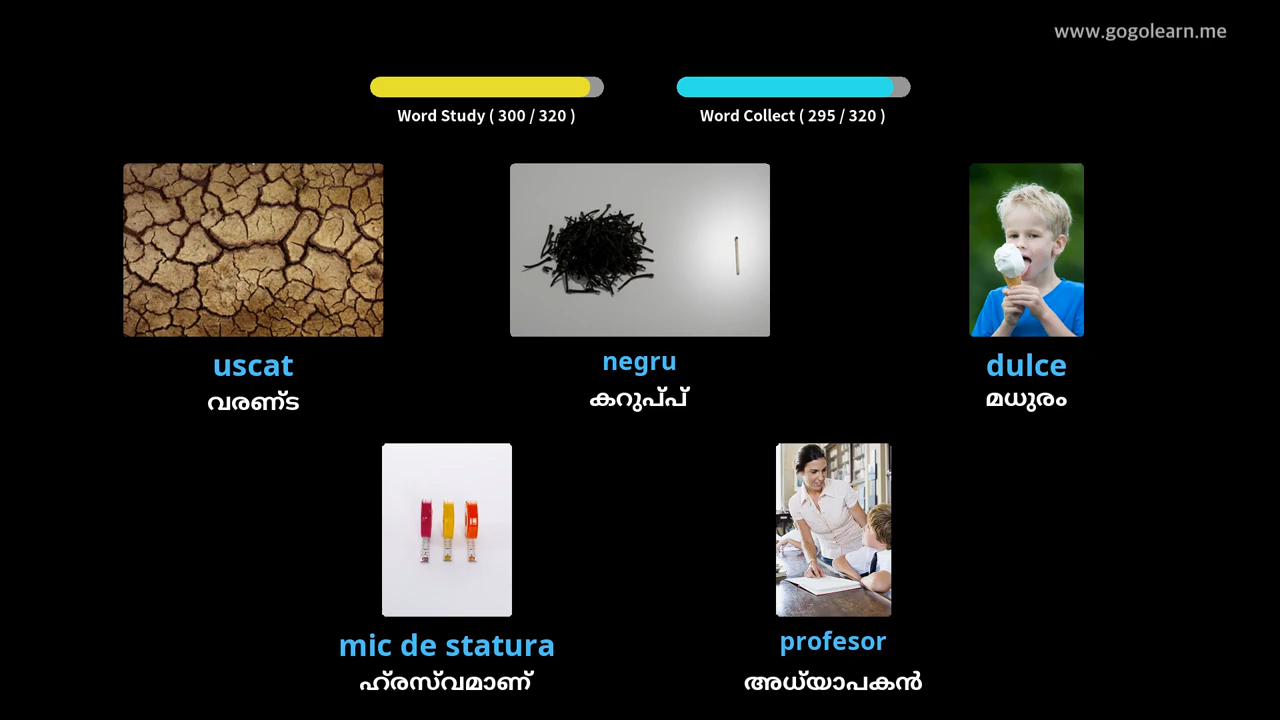 www.gogolearn.me
Word Study ( 300 / 320 )
Word Collect ( 295 / 320 )
uscat
വരണ്ട
negru
കറുപ്പ്
dulce
മധുരം
mic de statura
ഹ്രസ്വമാണ്
profesor
അധ്യാപകൻ